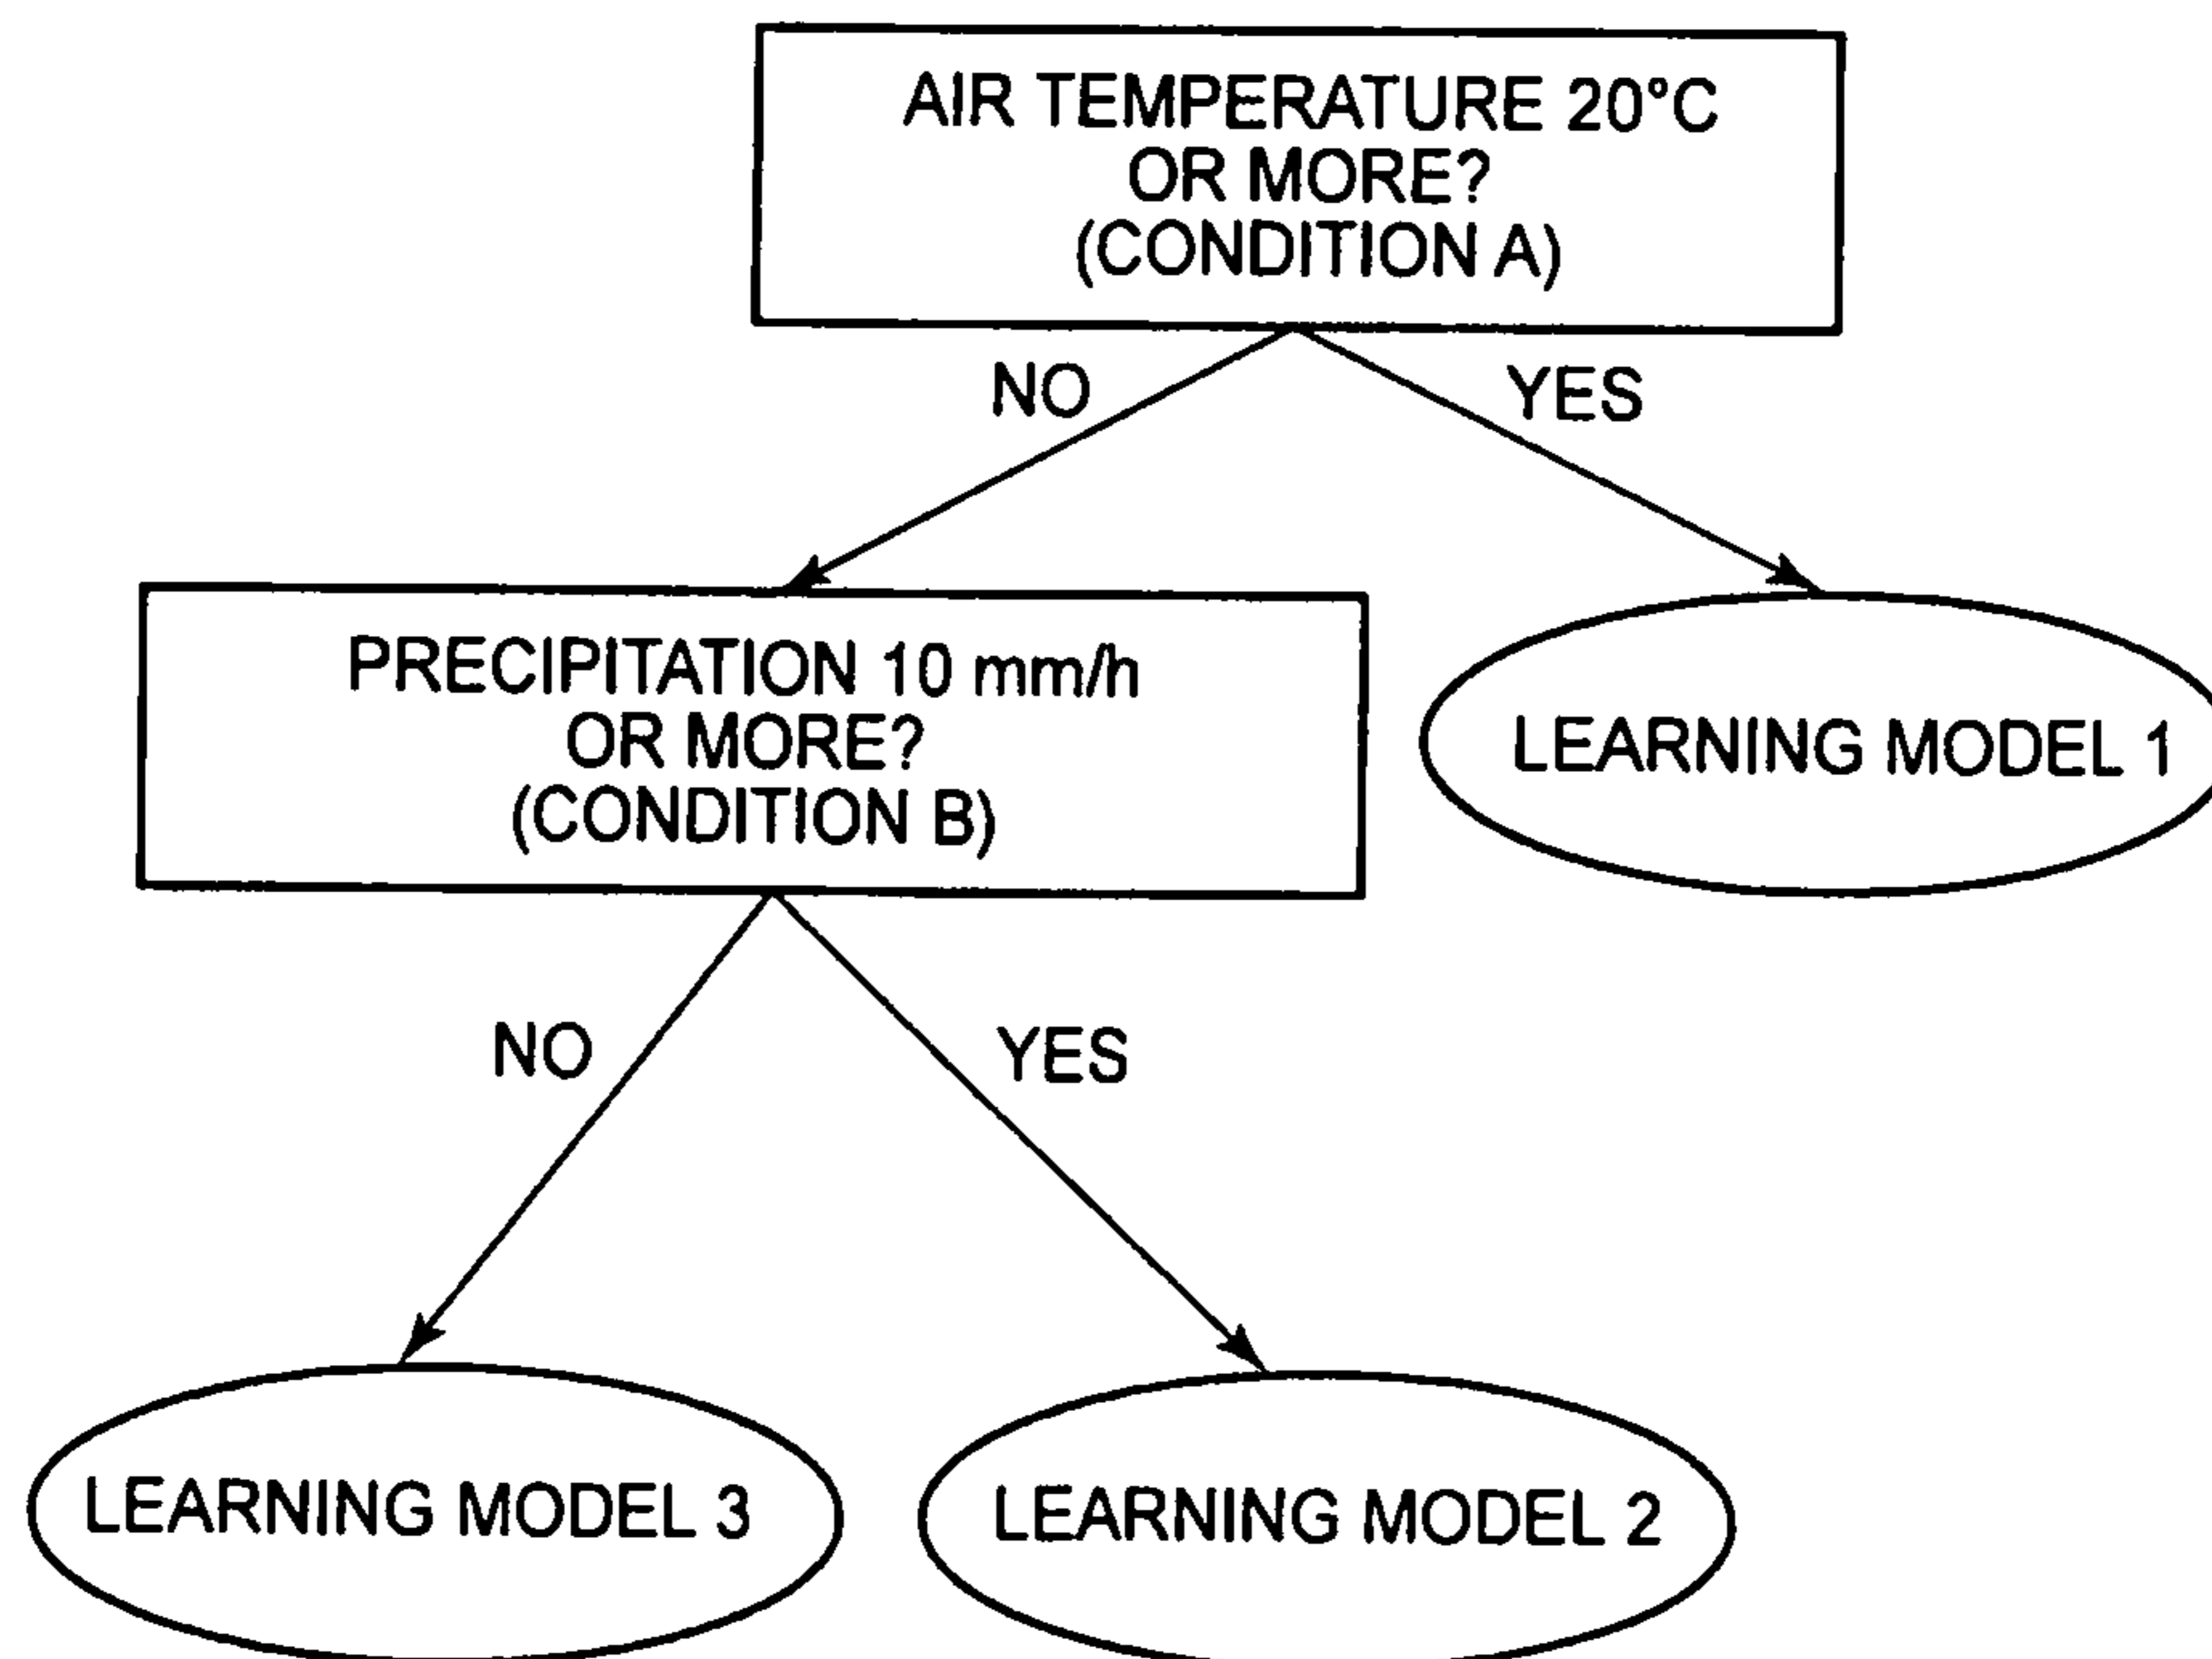 AIR TEMPERATURE 20°C
OR MORE?
(CONDITION A)
NO
YES
PRECIPITATION 10 mm/h
OR MORE?
(CONDITION B)
LEARNING MODEL 1
NO
YES
LEARNING MODEL 3
LEARNING MODEL 2